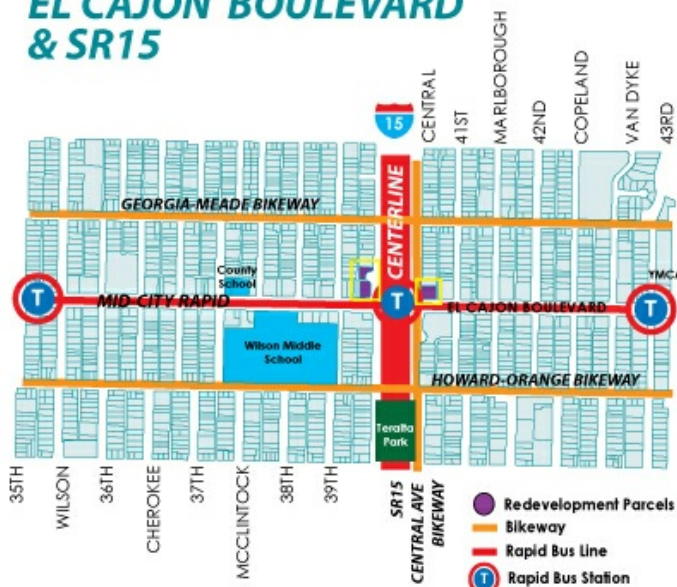 EL CAJON BOULEVARD
& SR15
15
CENTRAL
41ST
MARLBOROUGH
42ND
COPELAND
VAN DYKE
43RD
GEORGIA-MEADE BIKEWAY
CENTERLINE
County
School
YMCA
T
MID-CITY RAPID
T
EL CAJON BOULEVARD
T
Wilson Middle
School
HOWARD-ORANGE BIKEWAY
Teralta
Park
35TH
WILSON
36TH
CHEROKEE
37TH
MCCLINTOCK
38TH
39TH
SR15
CENTRAL AVE
BIKEWAY
Redevelopment Parcels
Bikeway
Rapid Bus Line
T
Rapid Bus Station